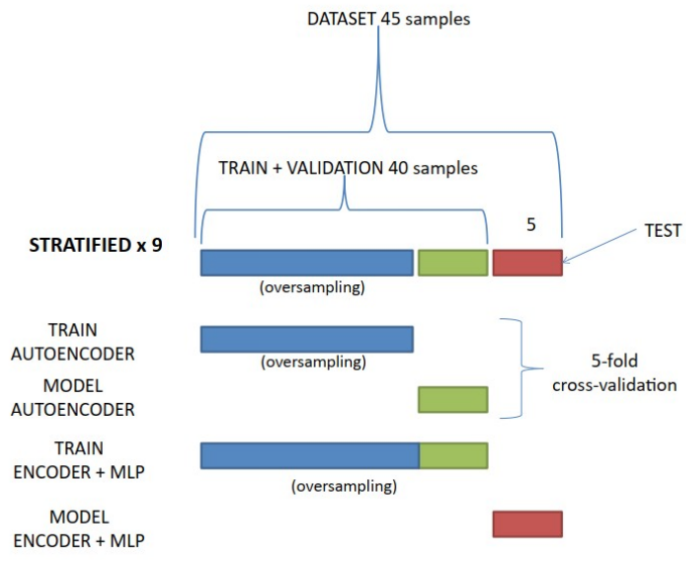 DATASET 45 samples
TRAIN + VALIDATION 40 samples
5
TEST
STRATIFIED x 9
(oversampling)
TRAIN
AUTOENCODER
(oversampling)
5-fold
cross-validation
MODEL
AUTOENCODER
TRAIN
ENCODER + MLP
(oversampling)
MODEL
ENCODER + MLP